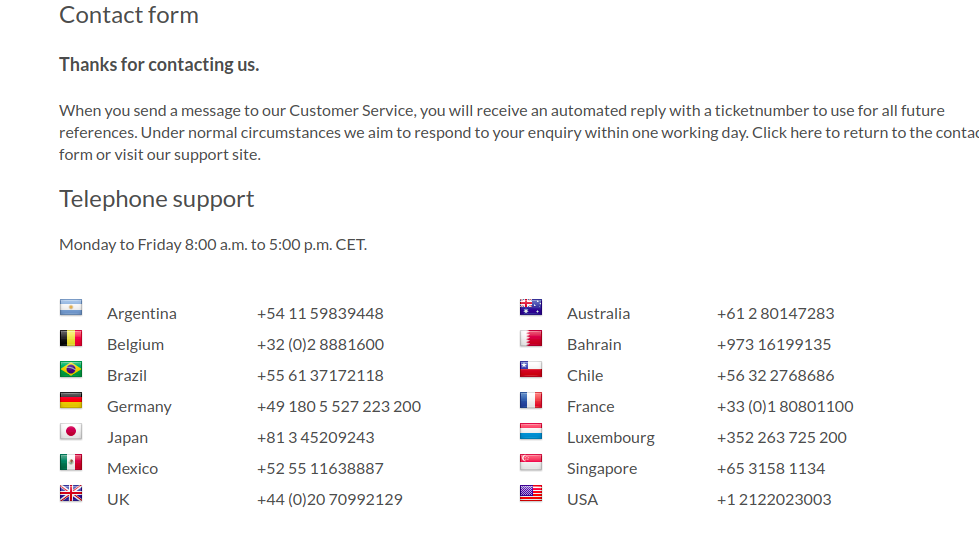 Contact form
Thanks for contacting us.
When you send a message to our Customer Service, you will receive an automated reply with a ticketnumber to use for all future
references. Under normal circumstances we aim to respond to your enquiry within one working day. Click here to return to the contac
form or visit our support site.
Telephone support
Monday to Friday 8:00 a.m. to 5:00 p.m. CET.
Argentina +54 11 59839448 Australia +61 2 80147283
Belgium +32 (0)2 8881600 Bahrain +973 16199135
Brazil +55 61 37172118 Chile +56 32 2768686
Germany +49 180 5 527 223 200 France +33 (0)1 80801100
Japan +81 3 45209243 Luxembourg +352 263 725 200
Mexico +52 55 11638887 Singapore +65 3158 1134
UK +44 (0)20 70992129 USA +1 2122023003